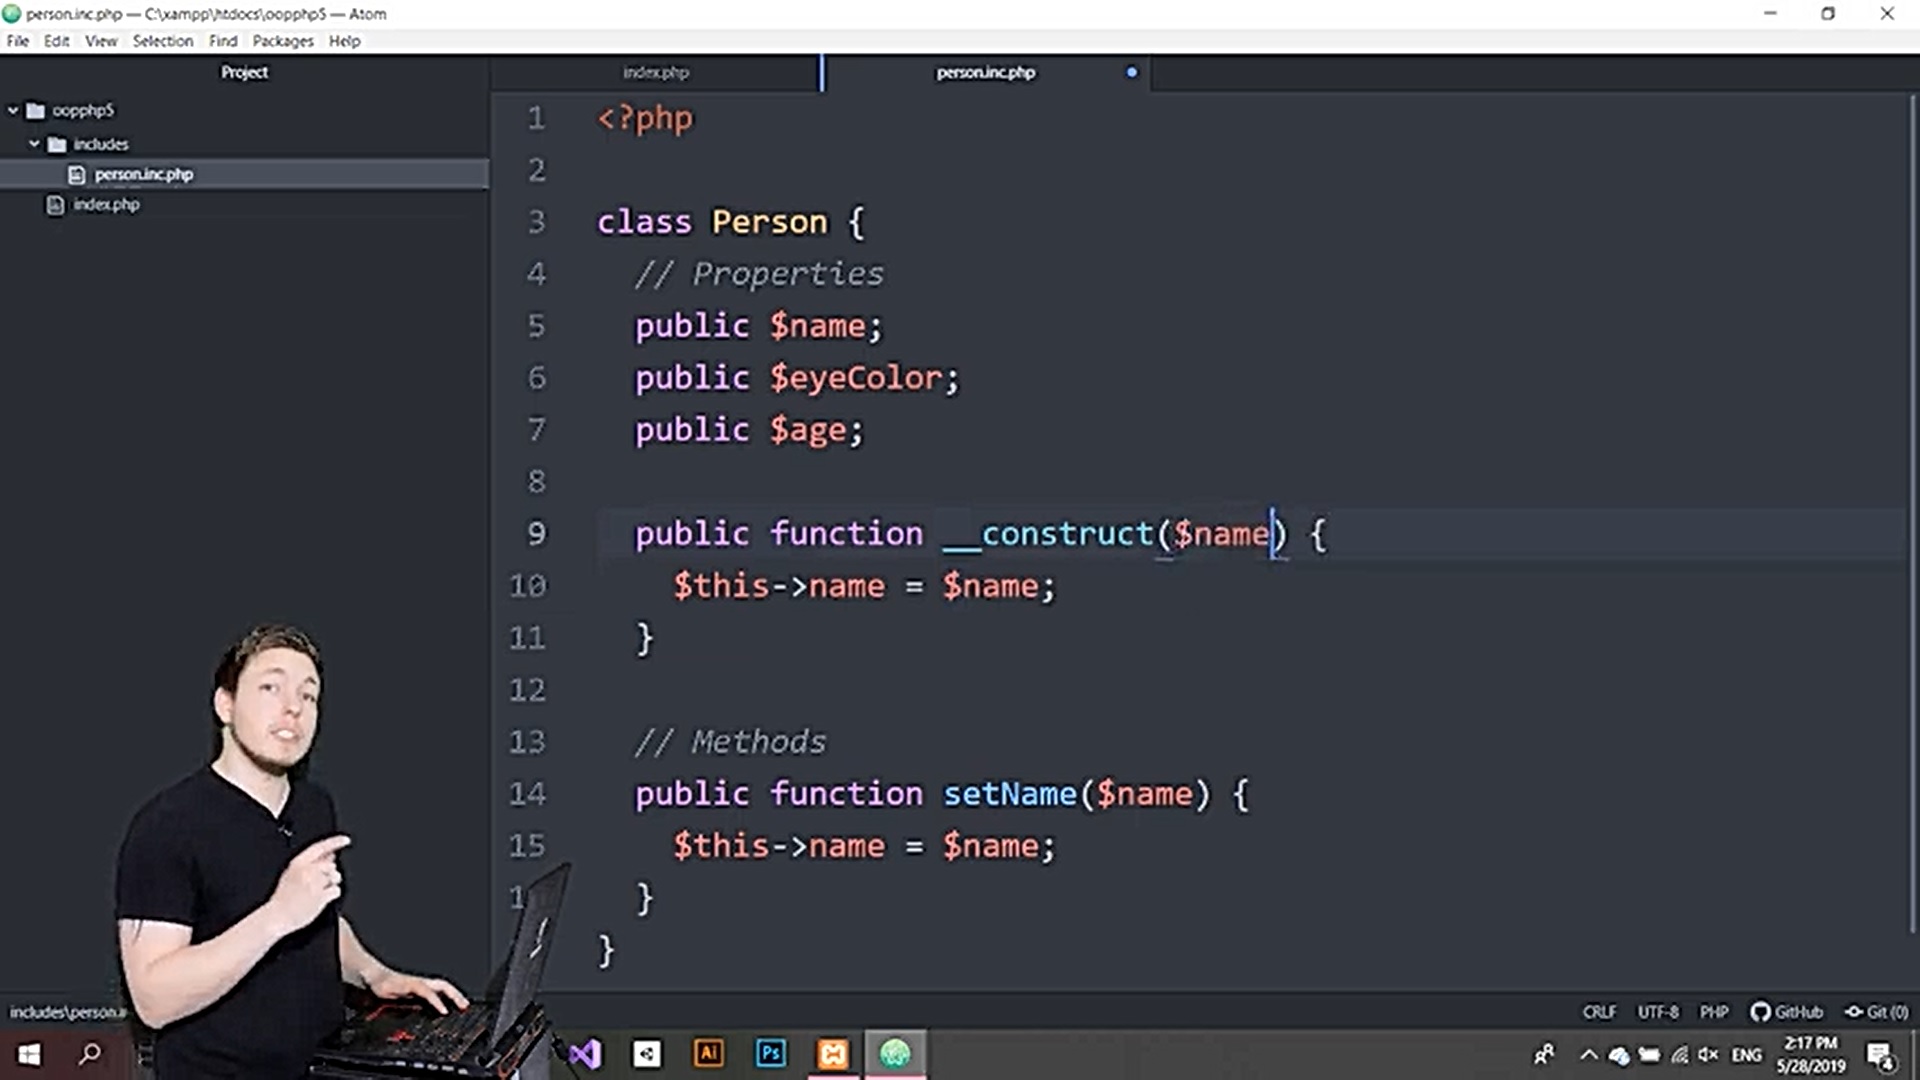 person.inc.php — C:\xampp\htdocs\oopphp5 — Atom
File Edit View Selection Find Packages Help
Project
index.php
person.inc.php
oopphp5
includes
person.inc.php
index.php
1 <?php
2
3 class Person {
4 // Properties
5 public $name;
6 public $eyeColor;
7 public $age;
8
9 public function __construct($name) {
10 $this->name = $name;
11 }
12
13 // Methods
14 public function setName($name) {
15 $this->name = $name;
1 }
}
includes\person.i
CRLF UTF-8 PHP GitHub Git (0)
Ai Ps
ENG
2:17 PM
5/28/2019
4